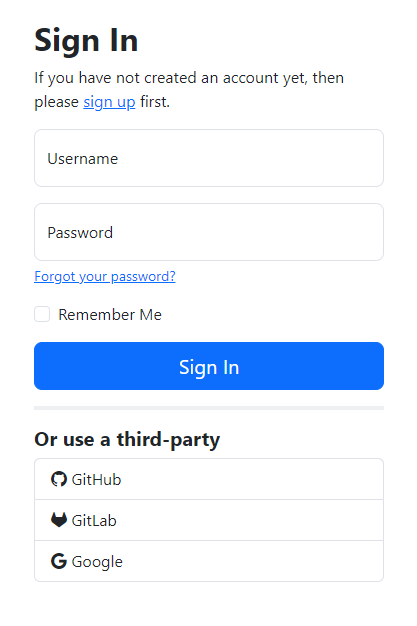 Sign In
If you have not created an account yet, then
please sign up first.
Username
Password
Forgot your password?
Remember Me
Sign In
Or use a third-party
GitHub
GitLab
Google